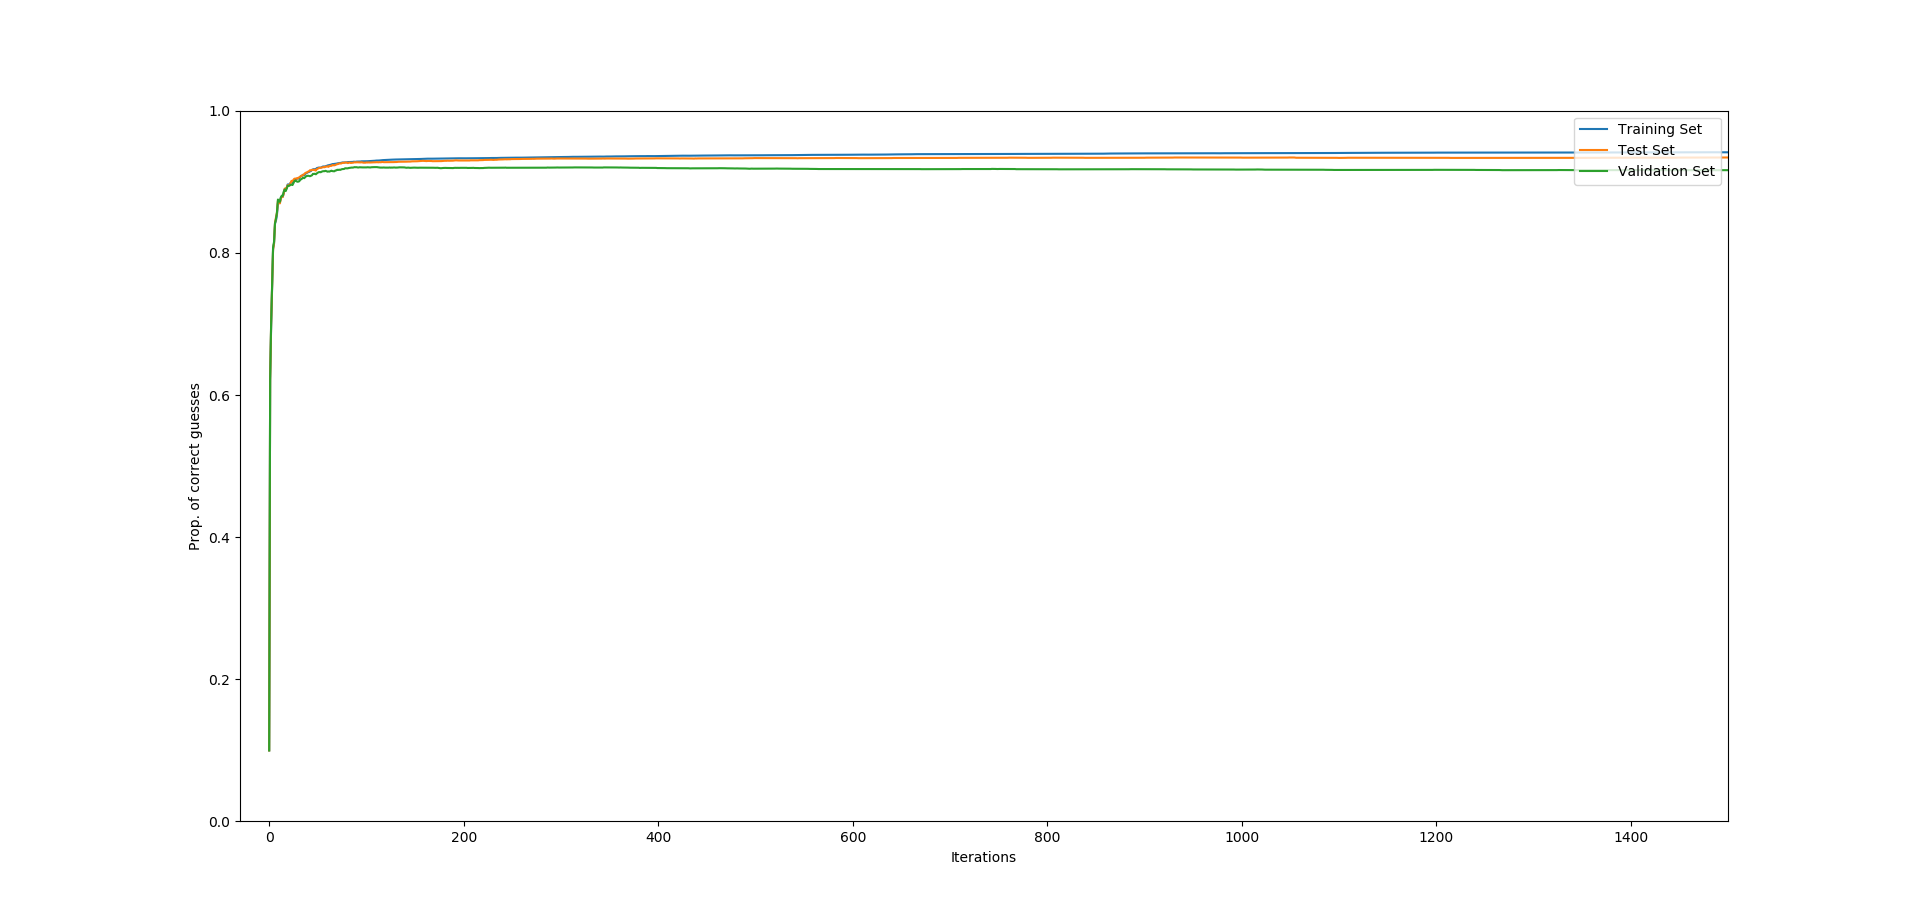 1.0
Training Set
Test Set
Validation Set
0.8
0.6
Prop. of correct guesses
0.4
0.2
0.0
0 200 400 600 800 1000 1200 1400
Iterations